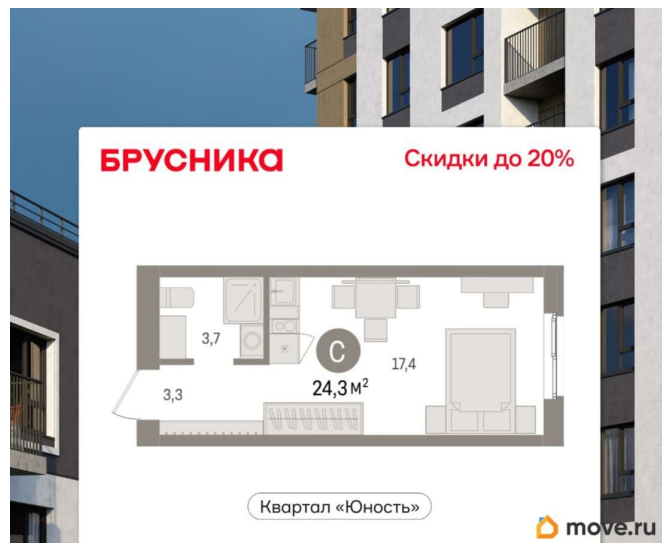 БРУСНИКА
Скидки до 20%
3,7
С
17,4
24,3 м²
3,3
Квартал «Юность»
move.ru